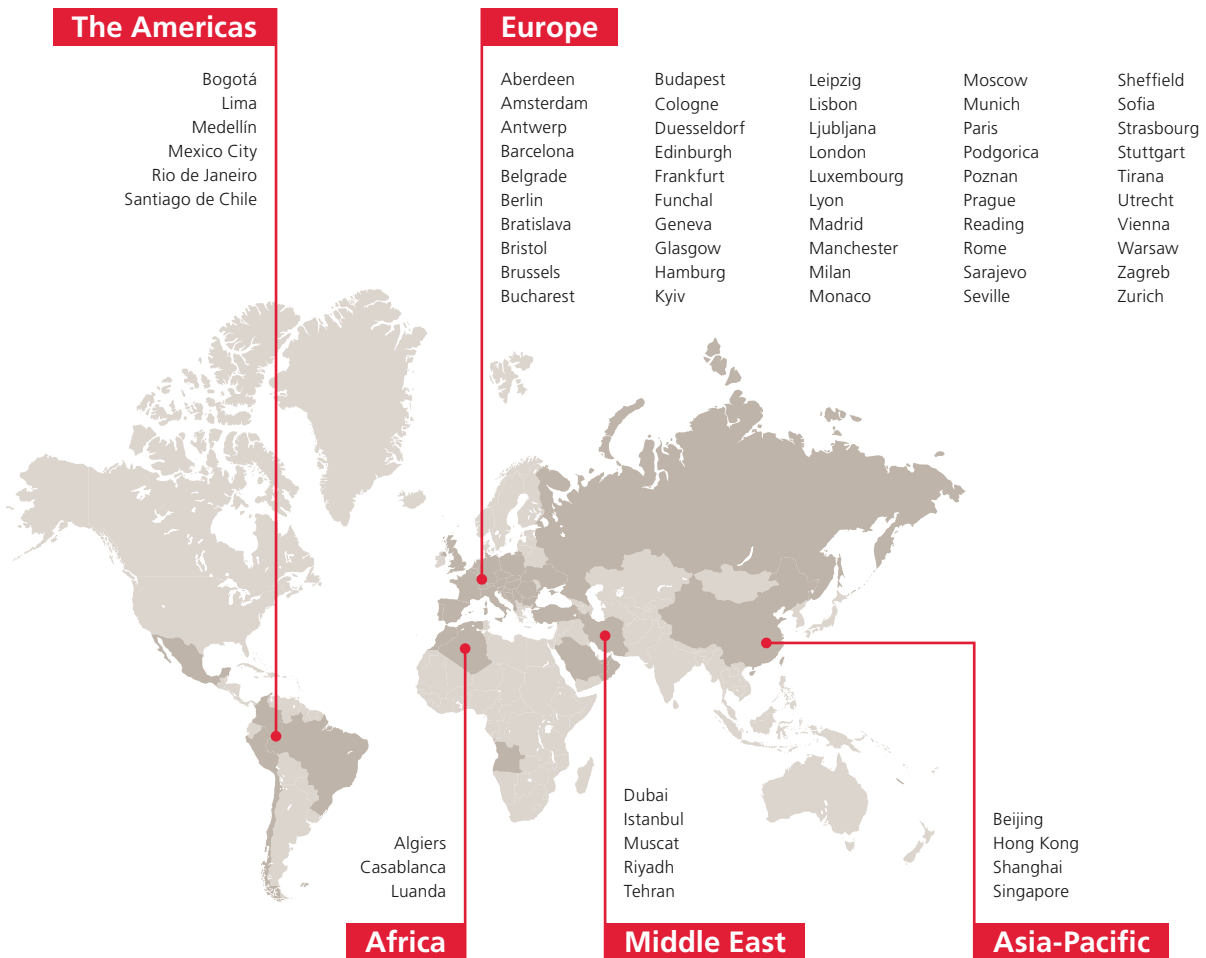 The Americas
Bogotá
Lima
Medellín
Mexico City
Rio de Janeiro
Santiago de Chile
Europe
Aberdeen
Amsterdam
Antwerp
Barcelona
Belgrade
Berlin
Bratislava
Bristol
Brussels
Bucharest
Budapest
Cologne
Duesseldorf
Edinburgh
Frankfurt
Funchal
Geneva
Glasgow
Hamburg
Kyiv
Leipzig
Lisbon
Ljubljana
London
Luxembourg
Lyon
Madrid
Manchester
Milan
Monaco
Moscow
Munich
Paris
Podgorica
Poznan
Prague
Reading
Rome
Sarajevo
Seville
Sheffield
Sofia
Strasbourg
Stuttgart
Tirana
Utrecht
Vienna
Warsaw
Zagreb
Zurich
Algiers
Casablanca
Luanda
Africa
Dubai
Istanbul
Muscat
Riyadh
Tehran
Middle East
Beijing
Hong Kong
Shanghai
Singapore
Asia-Pacific